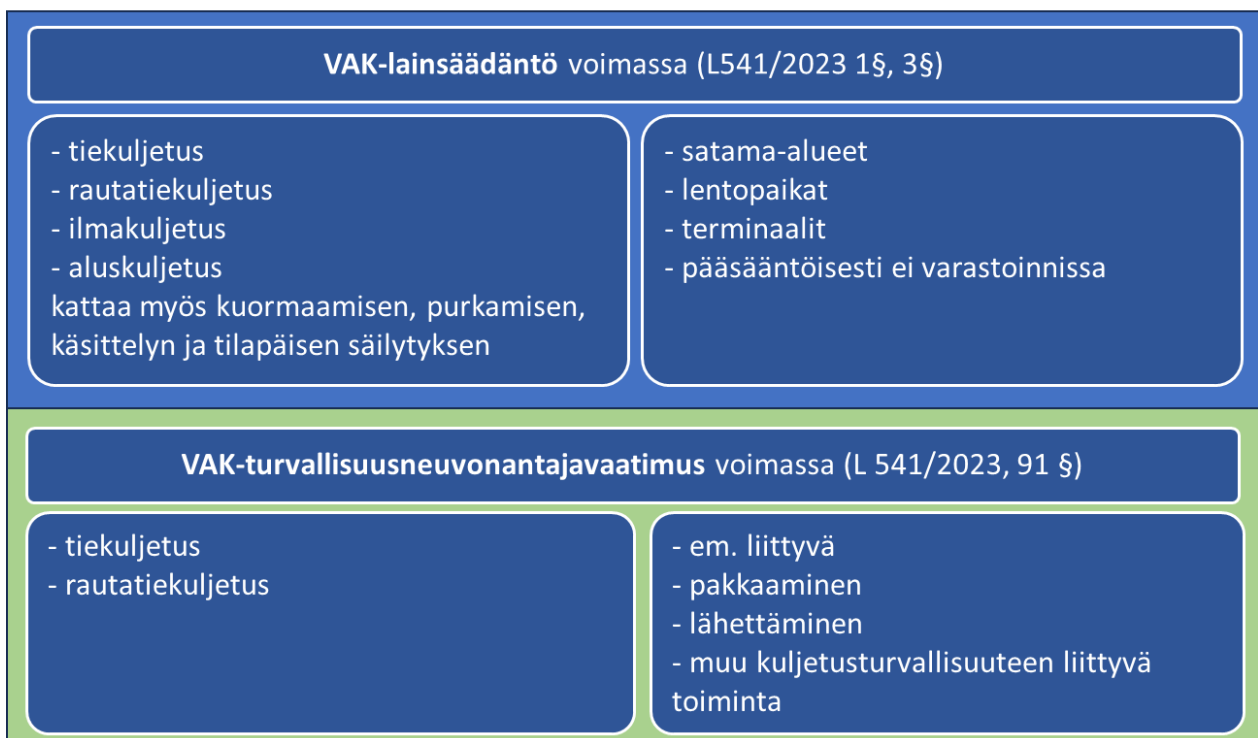 VAK-lainsäädäntö voimassa (L541/2023 1§, 3§)
- tiekuljetus
- rautatiekuljetus
- ilmakuljetus
- aluskuljetus
kattaa myös kuormaamisen, purkamisen,
käsittelyn ja tilapäisen säilytyksen
- satama-alueet
- lentopaikat
- terminaalit
- pääsääntöisesti ei varastoinnissa
VAK-turvallisuusneuvonantajavaatimus voimassa (L 541/2023, 91 §)
- tiekuljetus
- rautatiekuljetus
- em. liittyvä
- pakkaaminen
- lähettäminen
- muu kuljetusturvallisuuteen liittyvä
toiminta